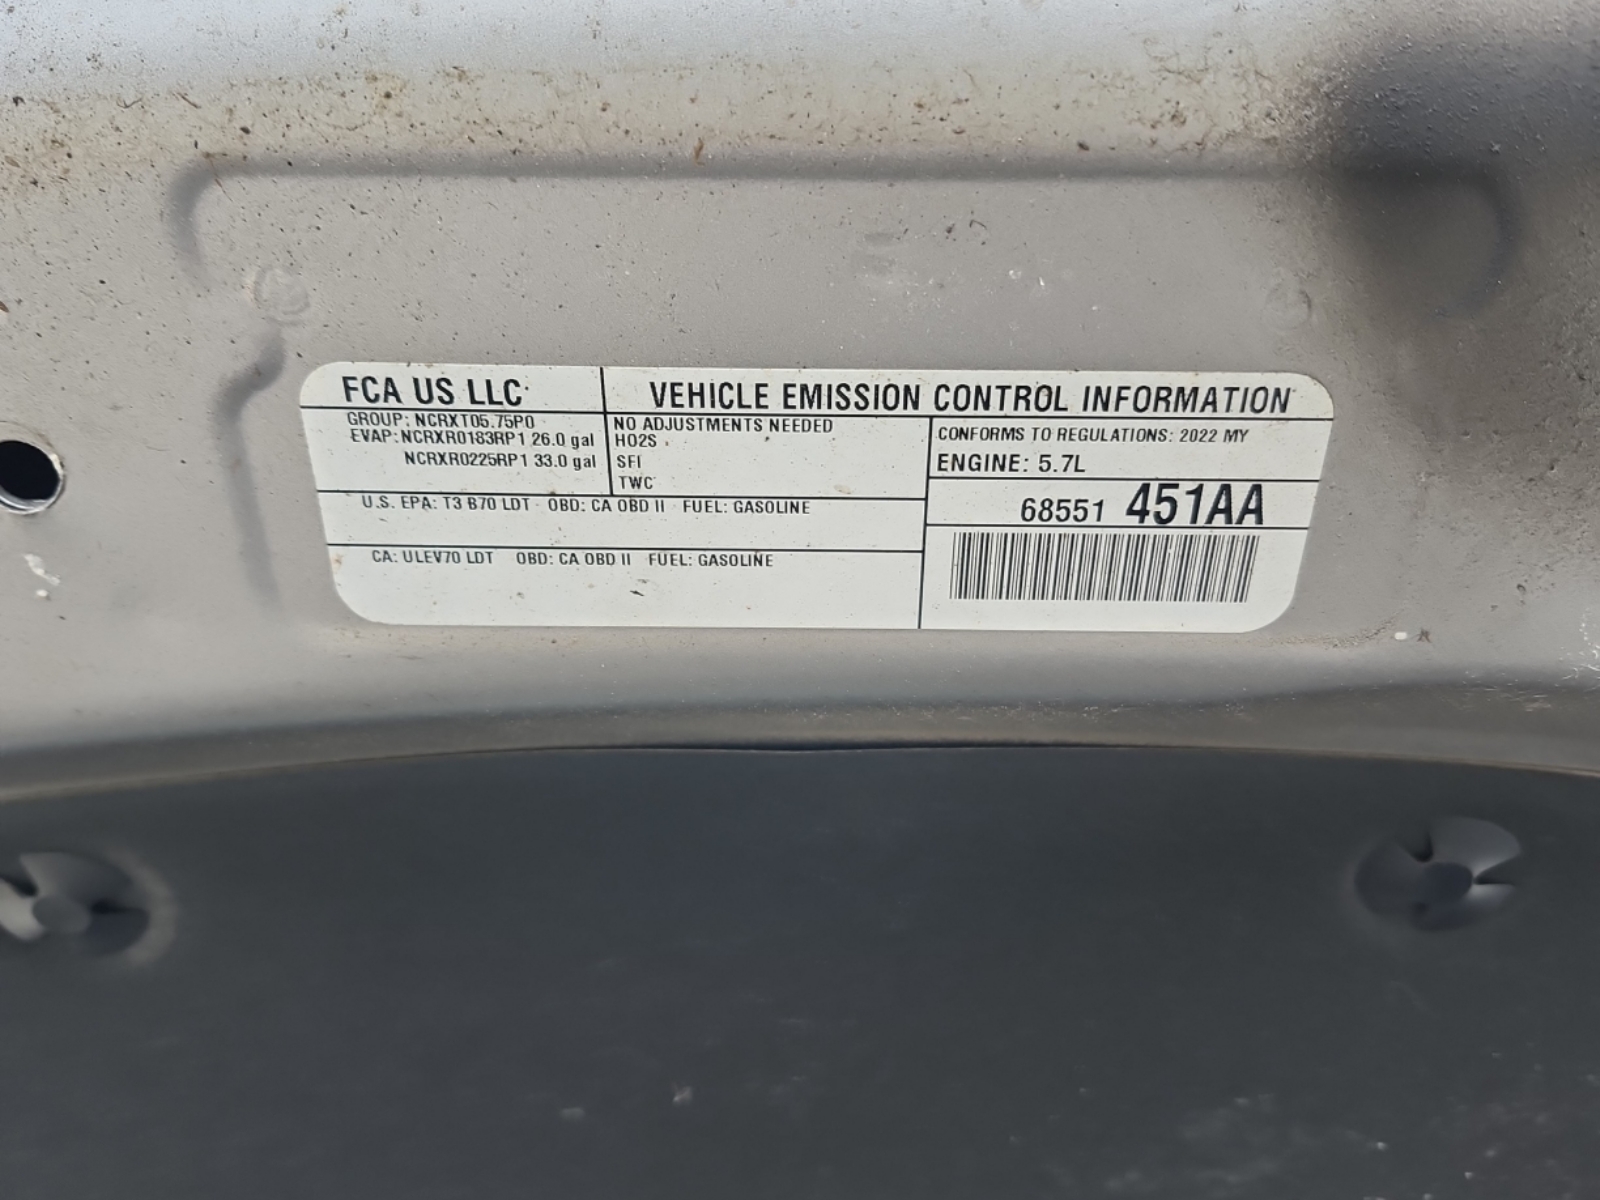 FCA US LLC
VEHICLE EMISSION CONTROL INFORMATION
GROUP: NCRXT05.75P0
EVAP: NCRXR0183RP1 26.0 gal
NCRXR0225RP1 33.0 gal
NO ADJUSTMENTS NEEDED
HO2S
SFI
TWC
CONFORMS TO REGULATIONS: 2022 MY
ENGINE: 5.7L
U.S. EPA: T3 B70 LDT OBD: CA OBD II FUEL: GASOLINE
68551 451AA
CA: ULEV70 LDT OBD: CA OBD II FUEL: GASOLINE